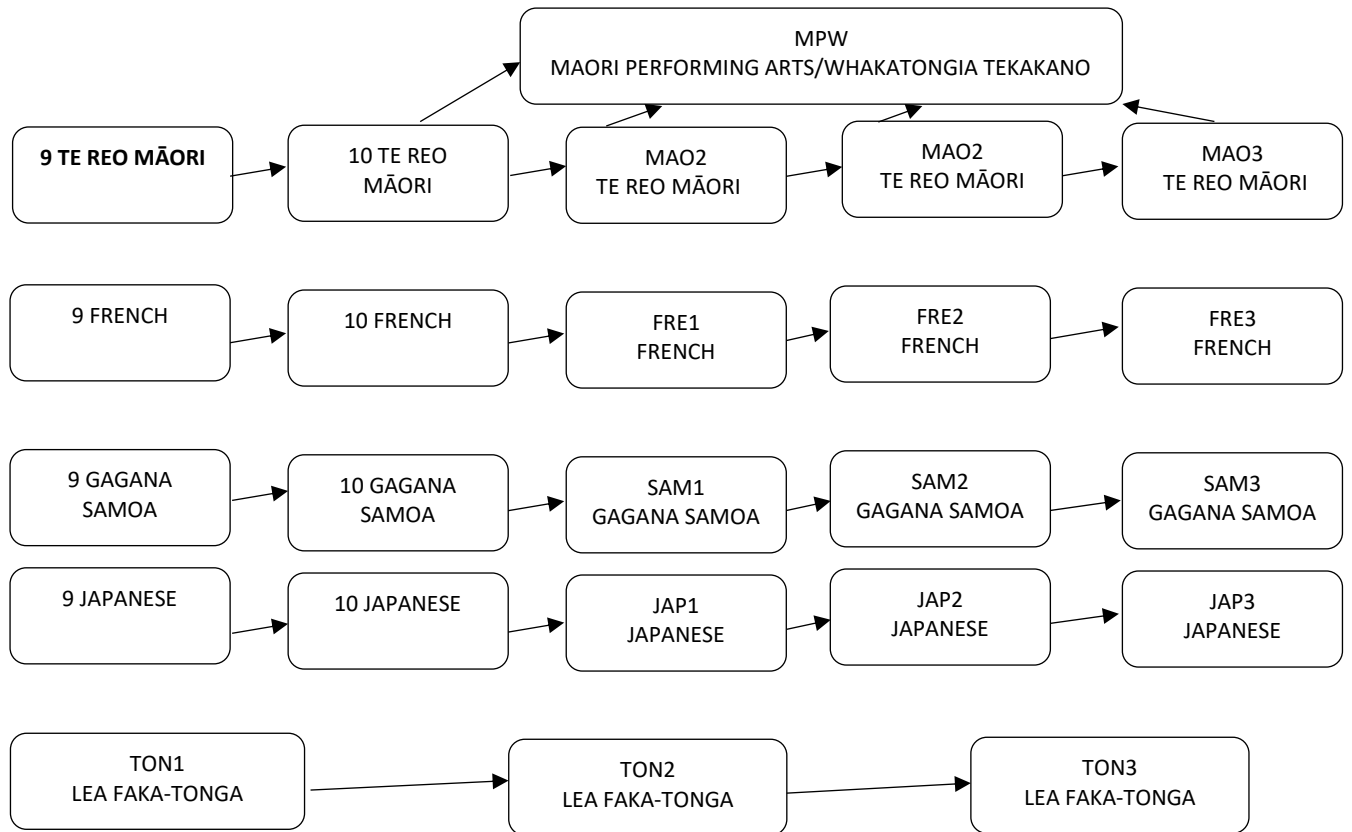 MPW
MAORI PERFORMING ARTS/WHAKATONGIA TEKAKANO
9 TE REO MĀORI
10 TE REO
MĀORI
MAO2
TE REO MĀORI
MAO2
TE REO MĀORI
MAO3
TE REO MĀORI
9 FRENCH
10 FRENCH
FRE1
FRENCH
FRE2
FRENCH
FRE3
FRENCH
9 GAGANA
SAMOA
10 GAGANA
SAMOA
SAM1
GAGANA SAMOA
SAM2
GAGANA SAMOA
SAM3
GAGANA SAMOA
9 JAPANESE
10 JAPANESE
JAP1
JAPANESE
JAP2
JAPANESE
JAP3
JAPANESE
TON1
LEA FAKA-TONGA
TON2
LEA FAKA-TONGA
TON3
LEA FAKA-TONGA